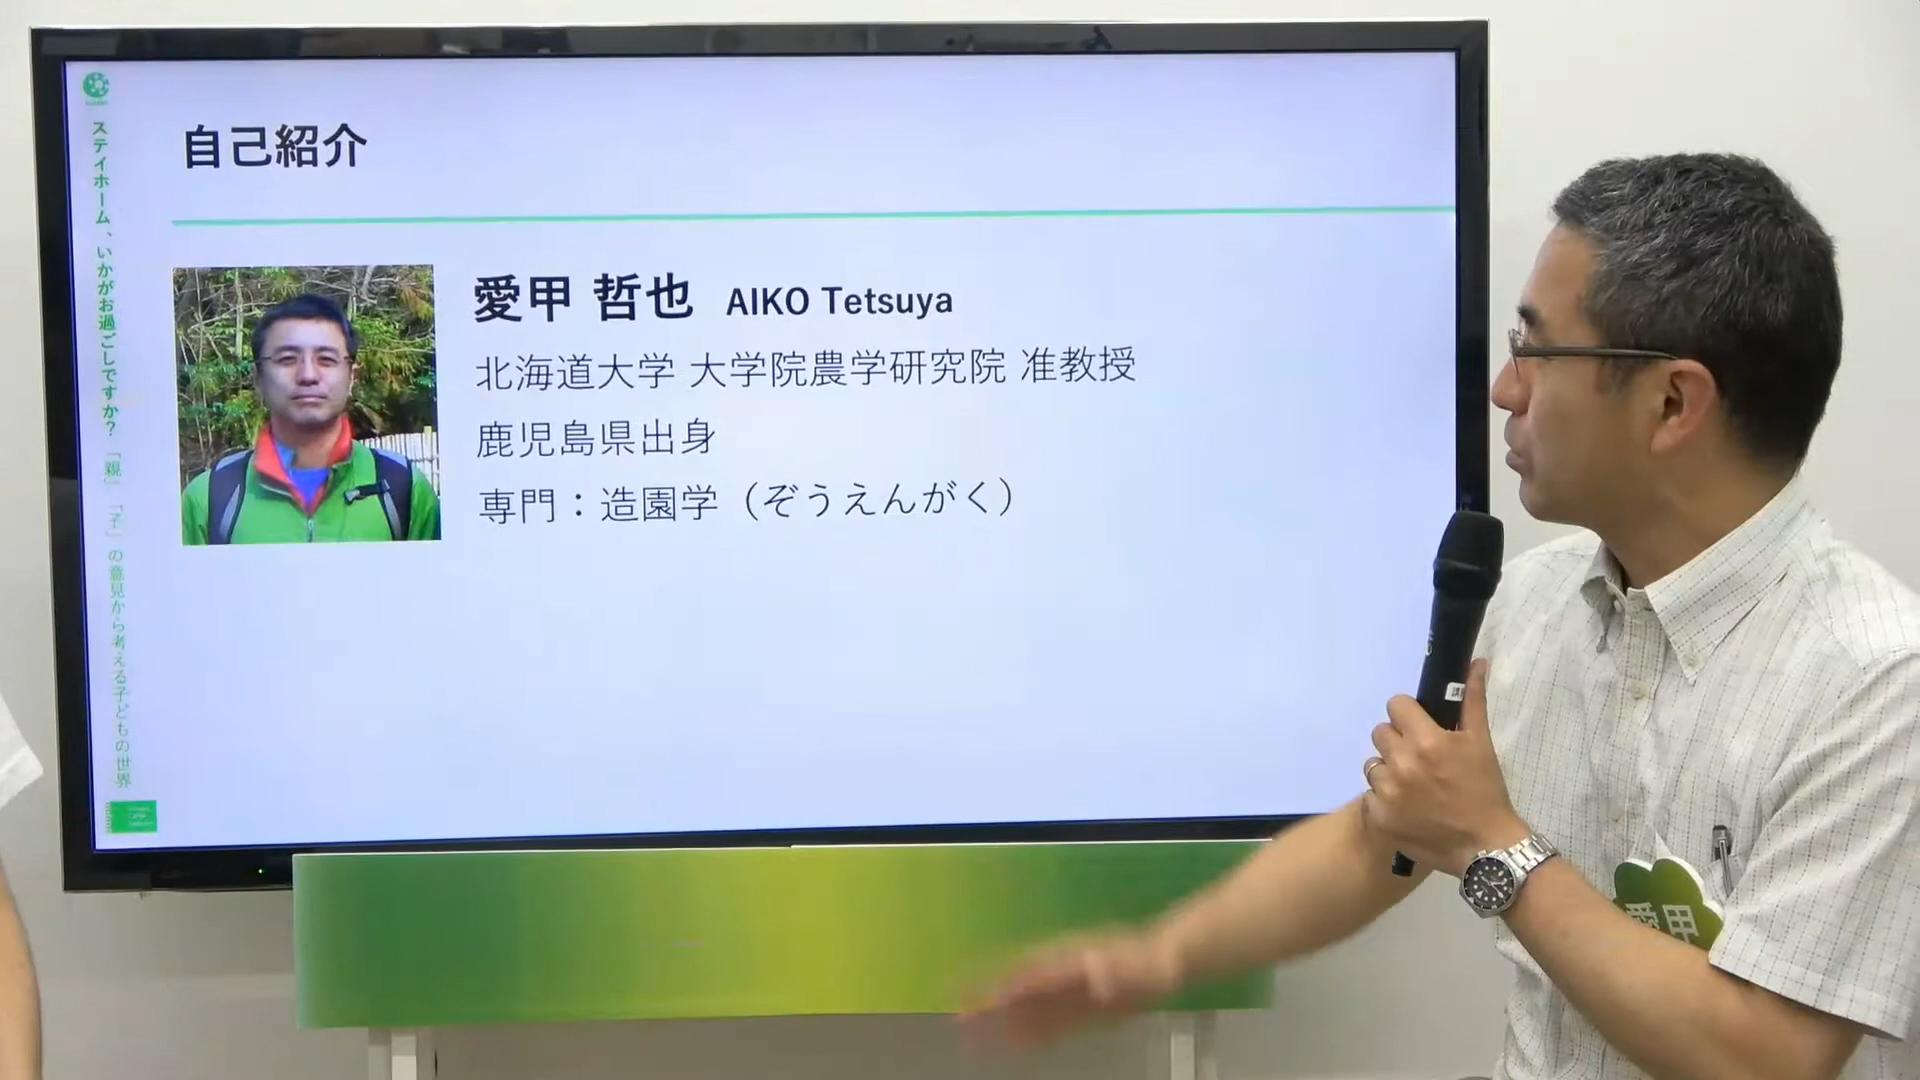 自己紹介
愛甲 哲也 AIKO Tetsuya
北海道大学 大学院農学研究院 准教授
鹿児島県出身
専門：造園学（ぞうえんがく）
ステイホーム、いかがお過ごしですか？「親」「子」の意見から考える子どもの世界
愛甲